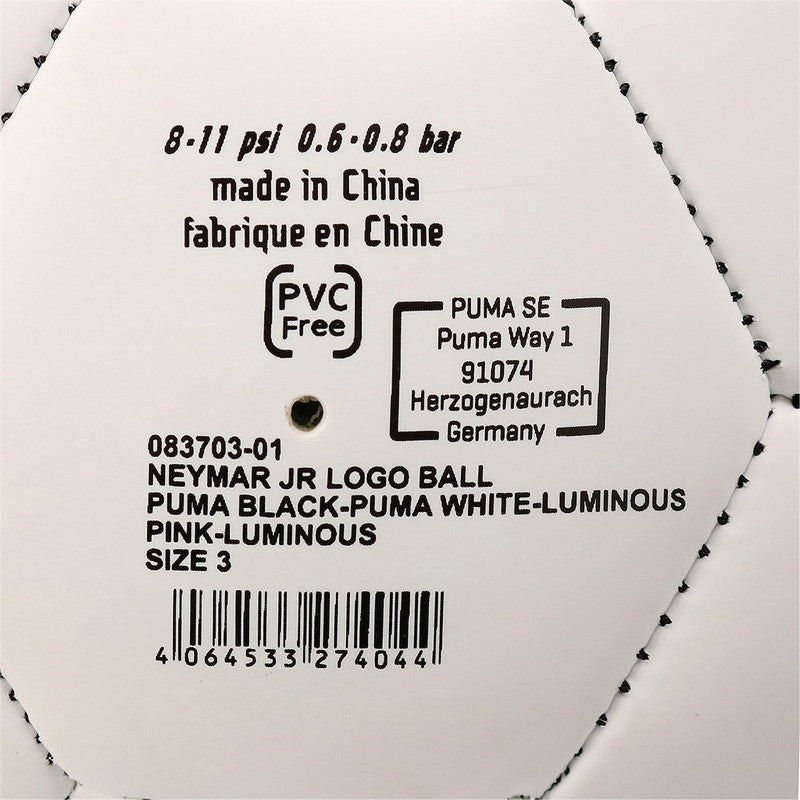 8-11 psi 0.6-0.8 bar
made in China
fabrique en Chine
PVC
Free
PUMA SE
Puma Way 1
91074
Herzogenaurach
Germany
083703-01
NEYMAR JR LOGO BALL
PUMA BLACK-PUMA WHITE-LUMINOUS
PINK-LUMINOUS
SIZE 3
4 064533 274044